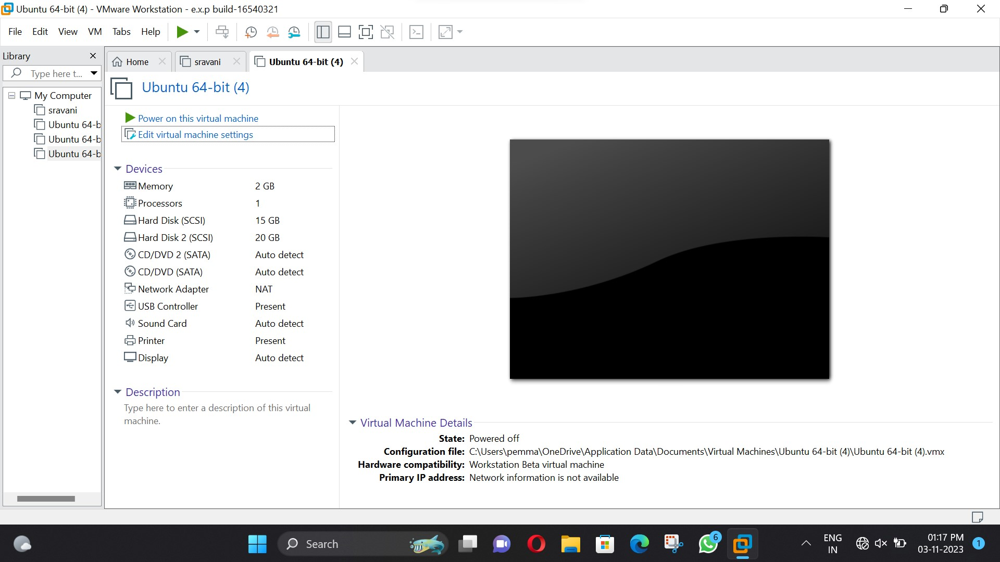 Ubuntu 64-bit (4) - VMware Workstation - e.x.p build-16540321
File Edit View VM Tabs Help
Library
Type here t...
My Computer
sravani
Ubuntu 64-b
Ubuntu 64-b
Ubuntu 64-b
Home sravani Ubuntu 64-bit (4)
Ubuntu 64-bit (4)
Power on this virtual machine
Edit virtual machine settings
Devices
Memory 2 GB
Processors 1
Hard Disk (SCSI) 15 GB
Hard Disk 2 (SCSI) 20 GB
CD/DVD 2 (SATA) Auto detect
CD/DVD (SATA) Auto detect
Network Adapter NAT
USB Controller Present
Sound Card Auto detect
Printer Present
Display Auto detect
Description
Type here to enter a description of this virtual
machine.
Virtual Machine Details
State: Powered off
Configuration file: C:\Users\pemma\OneDrive\Application Data\Documents\Virtual Machines\Ubuntu 64-bit (4)\Ubuntu 64-bit (4).vmx
Hardware compatibility: Workstation Beta virtual machine
Primary IP address: Network information is not available
Search
6
ENG
IN
01:17 PM
03-11-2023
1